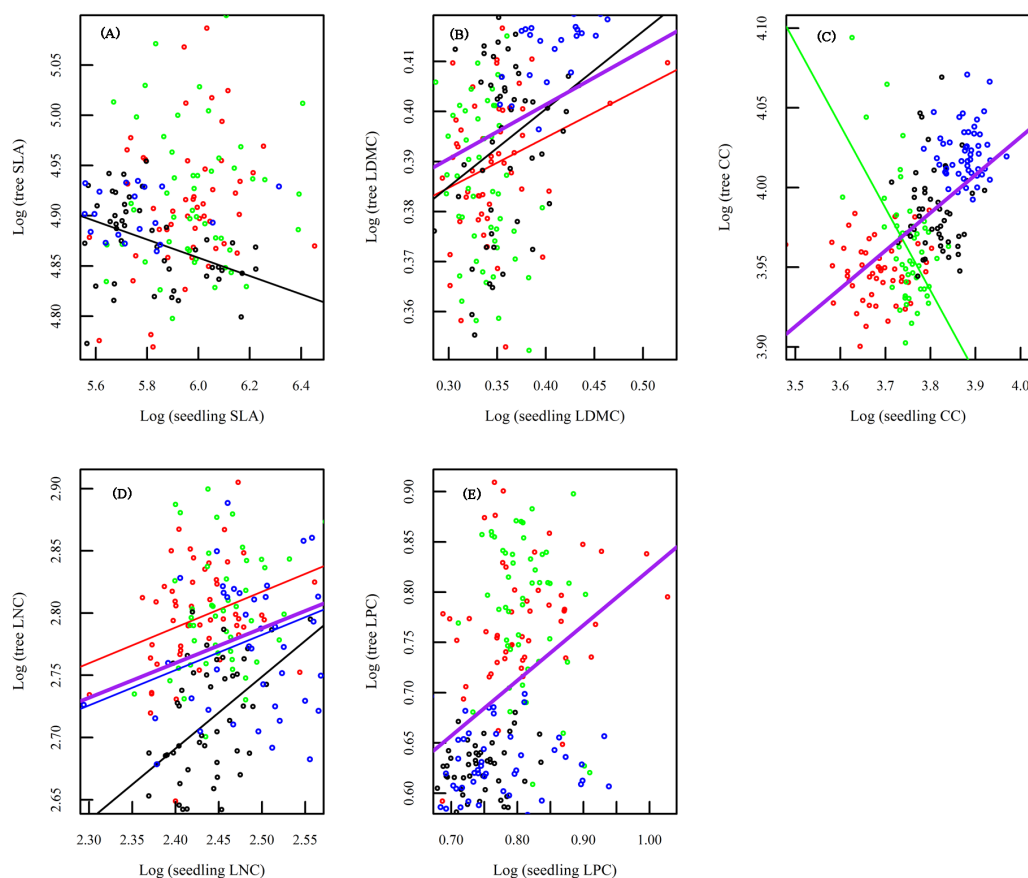 (A)
Log (tree SLA)
5.05
5.00
4.95
4.90
4.85
4.80
5.6 5.8 6.0 6.2 6.4
Log (seedling SLA)
(B)
Log (tree LDMC)
0.41
0.40
0.39
0.38
0.37
0.36
0.30 0.35 0.40 0.50
Log (seedling LDMC)
(C)
Log (tree CC)
4.10
4.05
4.00
3.95
3.90
3.5 3.6 3.7 3.8 3.9 4.0
Log (seedling CC)
(D)
Log (tree LNC)
2.90
2.85
2.80
2.75
2.70
2.65
2.30 2.40 2.45 2.50 2.55
Log (seedling LNC)
(E)
Log (tree LPC)
0.90
0.85
0.80
0.75
0.70
0.65
0.60
0.70 0.80 0.90 1.00
Log (seedling LPC)